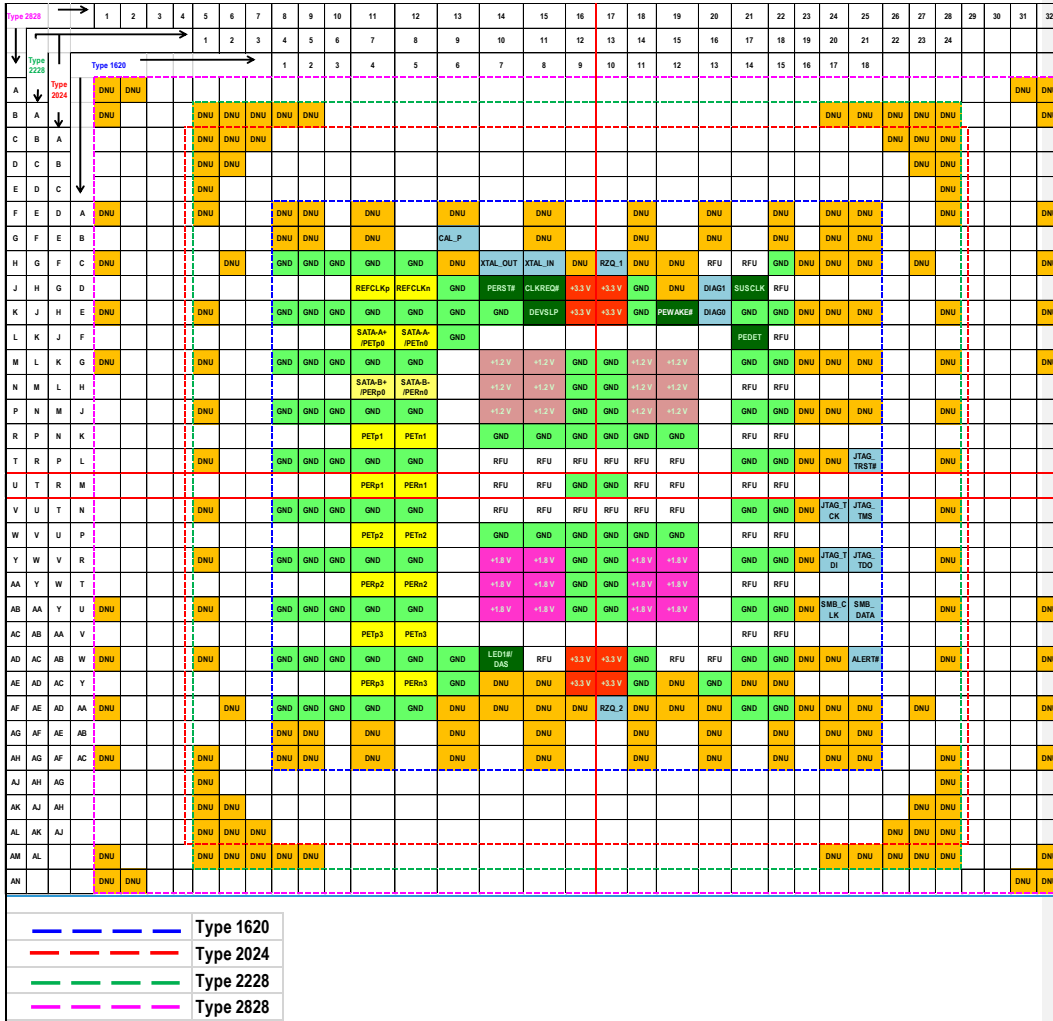 Type 2828 1 2 3 4 5 6 7 8 9 10 11 12 13 14 15 16 17 18 19 20 21 22 23 24 25 26 27 28 29 30 31 32
1 2 3 4 5 6 7 8 9 10 11 12 13 14 15 16 17 18 19 20 21 22 23 24
Type 2228 Type 1620 1 2 3 4 5 6 7 8 9 10 11 12 13 14 15 16 17 18
A Type 2024 DNU DNU DNU DNU
B A DNU DNU DNU DNU DNU DNU DNU DNU DNU DNU DNU DNU
C B A DNU DNU DNU DNU DNU DNU
D C B DNU DNU DNU DNU
E D C DNU DNU
F E D A DNU DNU DNU DNU DNU DNU DNU DNU DNU DNU DNU DNU DNU DNU
G F E B DNU DNU DNU CAL_P DNU DNU DNU DNU DNU DNU
H G F C DNU DNU GND GND GND GND GND DNU XTAL_OUT XTAL_IN DNU RZQ_1 DNU DNU RFU RFU GND DNU DNU DNU DNU DNU
J H G D REFCLKp REFCLKn GND PERST# CLKREQ# +3.3 V +3.3 V GND DNU DIAG1 SUSCLK RFU
K J H E DNU DNU GND GND GND GND GND GND GND DEVSLP +3.3 V +3.3 V GND PEWAKE# DIAG0 GND GND DNU DNU DNU DNU DNU
L K J F SATA-A+ /PETp0 SATA-A- /PETn0 GND PEDET RFU
M L K G DNU DNU GND GND GND GND GND +1.2 V +1.2 V GND GND +1.2 V +1.2 V GND GND DNU DNU DNU DNU DNU
N M L H SATA-B+ /PERp0 SATA-B- /PERn0 +1.2 V +1.2 V GND GND +1.2 V +1.2 V RFU RFU
P N M J DNU GND GND GND GND GND +1.2 V +1.2 V GND GND +1.2 V +1.2 V GND GND DNU DNU DNU DNU
R P N K PETp1 PETn1 GND GND GND GND GND GND RFU RFU
T R P L DNU GND GND GND GND GND RFU RFU RFU RFU RFU RFU GND GND DNU DNU JTAG_ TRST# DNU
U T R M PERp1 PERn1 RFU RFU GND GND RFU RFU RFU RFU
V U T N DNU GND GND GND GND GND RFU RFU RFU RFU RFU RFU GND GND DNU JTAG_T CK JTAG_ TMS DNU
W V U P PETp2 PETn2 GND GND GND GND GND GND RFU RFU
Y W V R DNU GND GND GND GND GND +1.8 V +1.8 V GND GND +1.8 V +1.8 V GND GND DNU JTAG_T DI JTAG_ TDO DNU
AA Y W T PERp2 PERn2 +1.8 V +1.8 V GND GND +1.8 V +1.8 V RFU RFU
AB AA Y U DNU DNU GND GND GND GND GND +1.8 V +1.8 V GND GND +1.8 V +1.8 V GND GND DNU SMB_C LK SMB_ DATA DNU DNU
AC AB AA V PETp3 PETn3 RFU RFU
AD AC AB W DNU DNU GND GND GND GND GND GND LED1#/ DAS RFU +3.3 V +3.3 V GND RFU RFU GND GND DNU DNU ALERT# DNU DNU
AE AD AC Y PERp3 PERn3 GND DNU DNU +3.3 V +3.3 V GND DNU GND DNU DNU
AF AE AD AA DNU DNU GND GND GND GND GND DNU DNU DNU DNU RZQ_2 DNU DNU DNU GND GND DNU DNU DNU DNU DNU
AG AF AE AB DNU DNU DNU DNU DNU DNU DNU DNU DNU DNU
AH AG AF AC DNU DNU DNU DNU DNU DNU DNU DNU DNU DNU DNU DNU DNU DNU
AJ AH AG DNU DNU
AK AJ AH DNU DNU DNU DNU
AL AK AJ DNU DNU DNU DNU DNU DNU
AM AL DNU DNU DNU DNU DNU DNU DNU DNU DNU DNU DNU DNU
AN DNU DNU DNU DNU
Type 1620
Type 2024
Type 2228
Type 2828